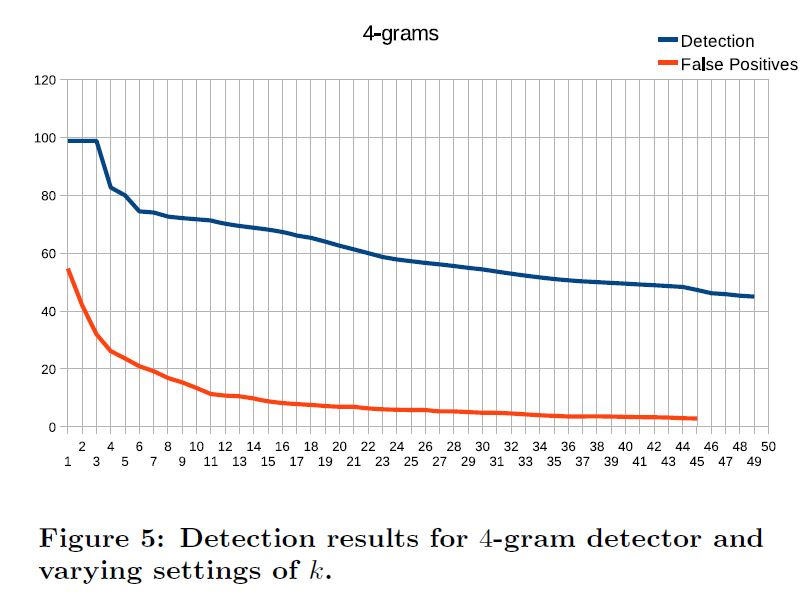 4-grams
Detection
False Positives
120
100
80
60
40
20
0
2 4 6 8 10 12 14 16 18 20 22 24 26 28 30 32 34 36 38 40 42 44 46 48 50
1 3 5 7 9 11 13 15 17 19 21 23 25 27 29 31 33 35 37 39 41 43 45 47 49
Figure 5: Detection results for 4-gram detector and
varying settings of k.